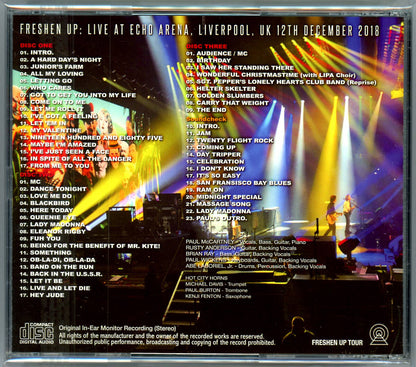 FRESHEN UP: LIVE AT ECHO ARENA, LIVERPOOL, UK 12TH DECEMBER 2018
DISC ONE
01. INTRO.
02. A HARD DAY'S NIGHT
03. JUNIOR'S FARM
04. ALL MY LOVING
05. LETTING GO
06. WHO CARES
07. GOT TO GET YOU INTO MY LIFE
08. COME ON TO ME
09. LET ME ROLL IT
10. I'VE GOT A FEELING
11. LET 'EM IN
12. MY VALENTINE
13. NINETEEN HUNDRED AND EIGHTY FIVE
14. MAYBE I'M AMAZED
15. I'VE JUST SEEN A FACE
16. IN SPITE OF ALL THE DANGER
17. FROM ME TO YOU
01. MC
02. DANCE TONIGHT
03. LOVE ME DO
04. BLACKBIRD
05. HERE TODAY
06. QUEENIE EYE
07. LADY MADONNA
08. ELEANOR RIGBY
09. FUH YOU
10. BEING FOR THE BENEFIT OF MR. KITE!
11. SOMETHING
12. OB-LA-DI, OB-LA-DA
13. BAND ON THE RUN
14. BACK IN THE U.S.S.R.
15. LET IT BE
16. LIVE AND LET DIE
17. HEY JUDE
DISC THREE
01. AUDIENCE / MC
02. BIRTHDAY
03. I SAW HER STANDING THERE
04. WONDERFUL CHRISTMASTIME (with LIPA Choir)
05. SGT. PEPPER'S LONELY HEARTS CLUB BAND (Reprise)
06. HELTER SKELTER
07. GOLDEN SLUMBERS
08. CARRY THAT WEIGHT
09. THE END
Soundcheck
10. INTRO.
11. JAM
12. TWENTY FLIGHT ROCK
13. COMING UP
14. DAY TRIPPER
15. CELEBRATION
16. I DON'T KNOW
17. IT'S SO EASY
18. SAN FRANSISCO BAY BLUES
19. RAM ON
20. MIDNIGHT SPECIAL
21. MASSAGE SONG
22. LADY MADONNA
23. PAUL'S OUTRO.
PAUL McCARTNEY - Vocals, Bass, Guitar, Piano
RUSTY ANDERSON - Guitar, Backing Vocals
BRIAN RAY - Bass, Guitar, Backing Vocals
Guitar, Backing Vocals
ABE LABORIEL, Jr. - Drums, Percussion, Backing Vocals
HOT CITY HORNS
MICHAEL DAVIS - Trumpet
PAUL BURTON - Trombone
KENJI FENTON - Saxophone
COMPACT
disc
DIGITAL AUDIO
Original In-Ear Monitor Recording (Stereo)
All rights of the manufacturer and the owner of the recorded works are reserved.
Unauthorized public performance, broadcasting and copying of the record prohibited.
FRESHEN UP TOUR